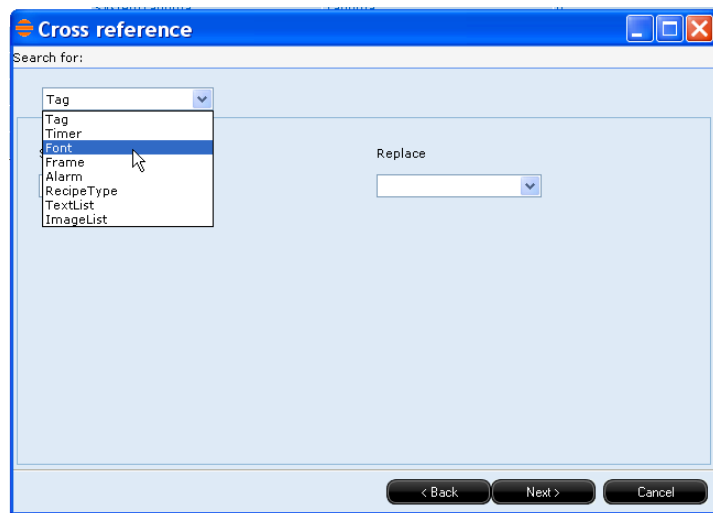 Cross reference
Search for:
Tag
Tag
Timer
Font
Frame
Alarm
RecipeType
TextList
ImageList
Replace
< Back
Next >
Cancel